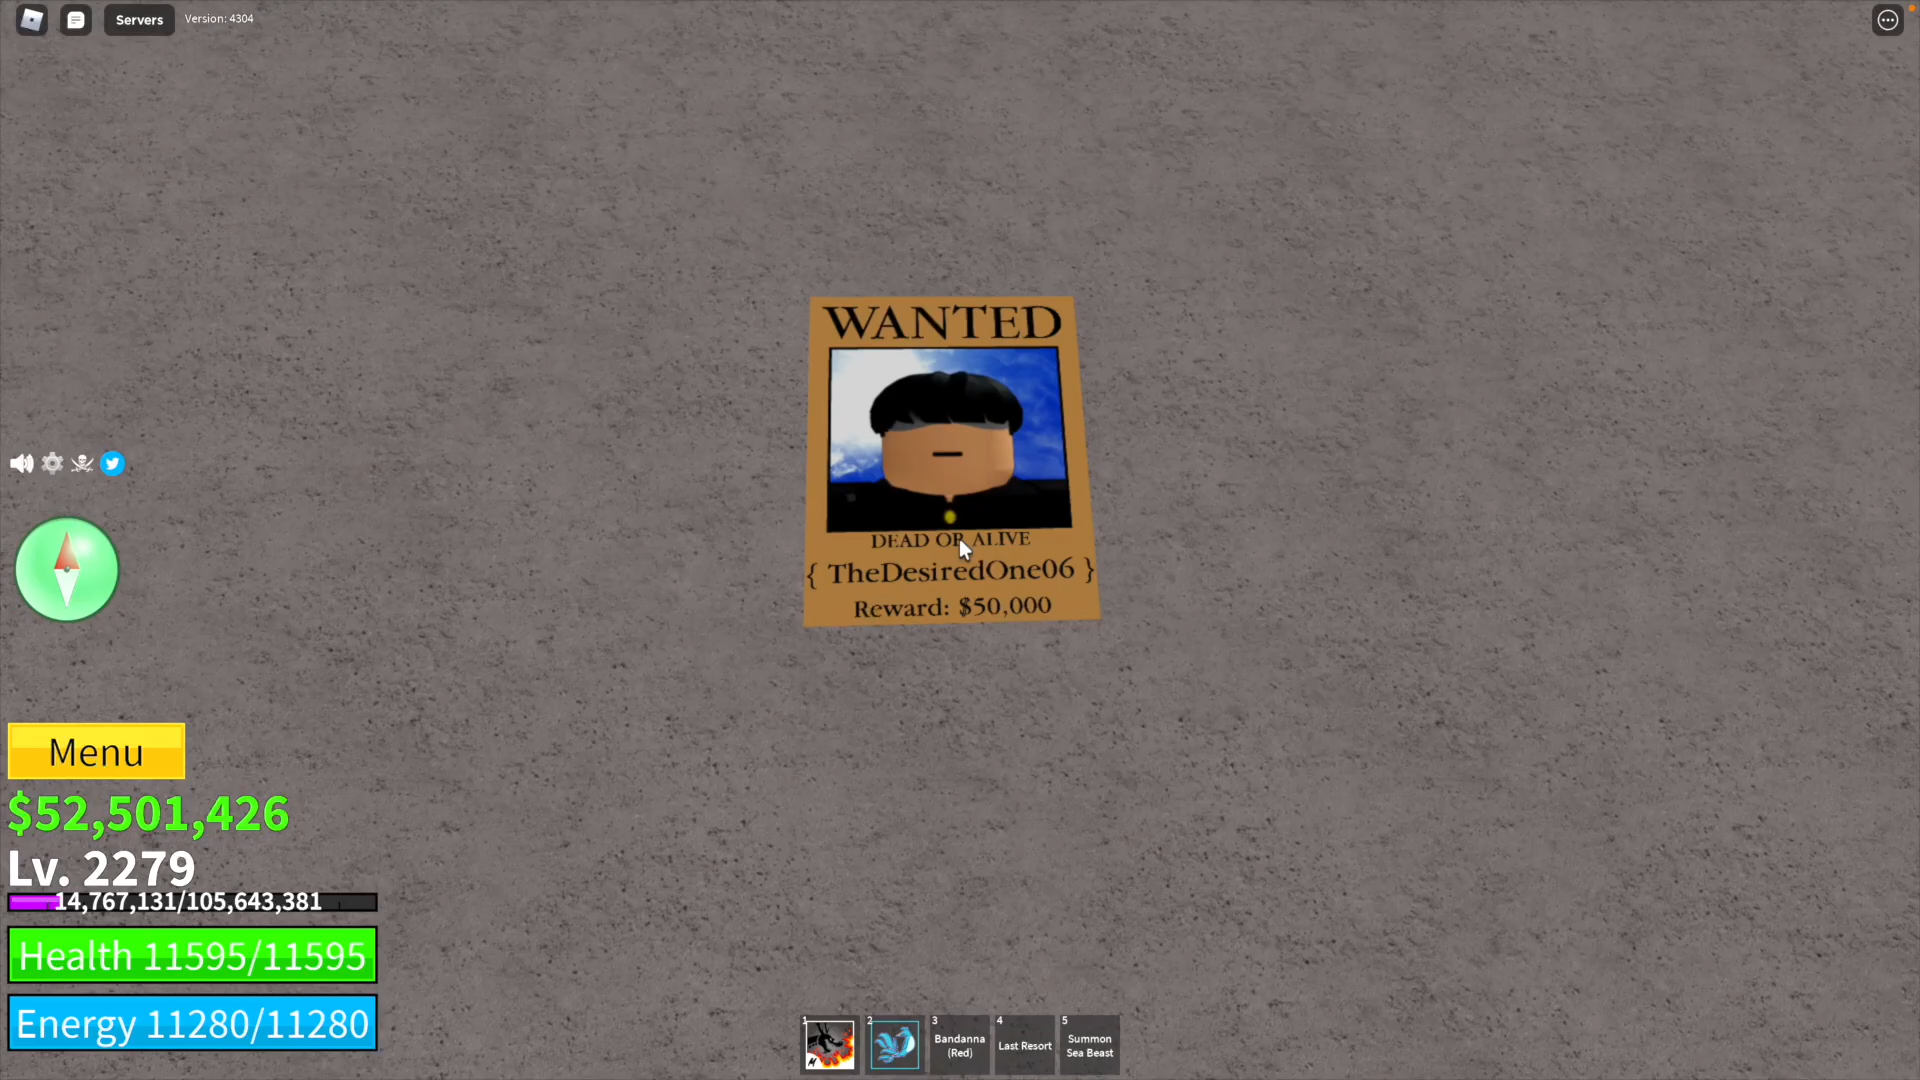 Servers
Version: 4304
WANTED
DEAD OR ALIVE
{ TheDesiredOne06 }
Reward: $50,000
Menu
$52,501,426
Lv. 2279
14,767,131/105,643,381
Health 11595/11595
Energy 11280/11280
1
2
3
Bandanna
(Red)
4
Last Resort
5
Summon
Sea Beast